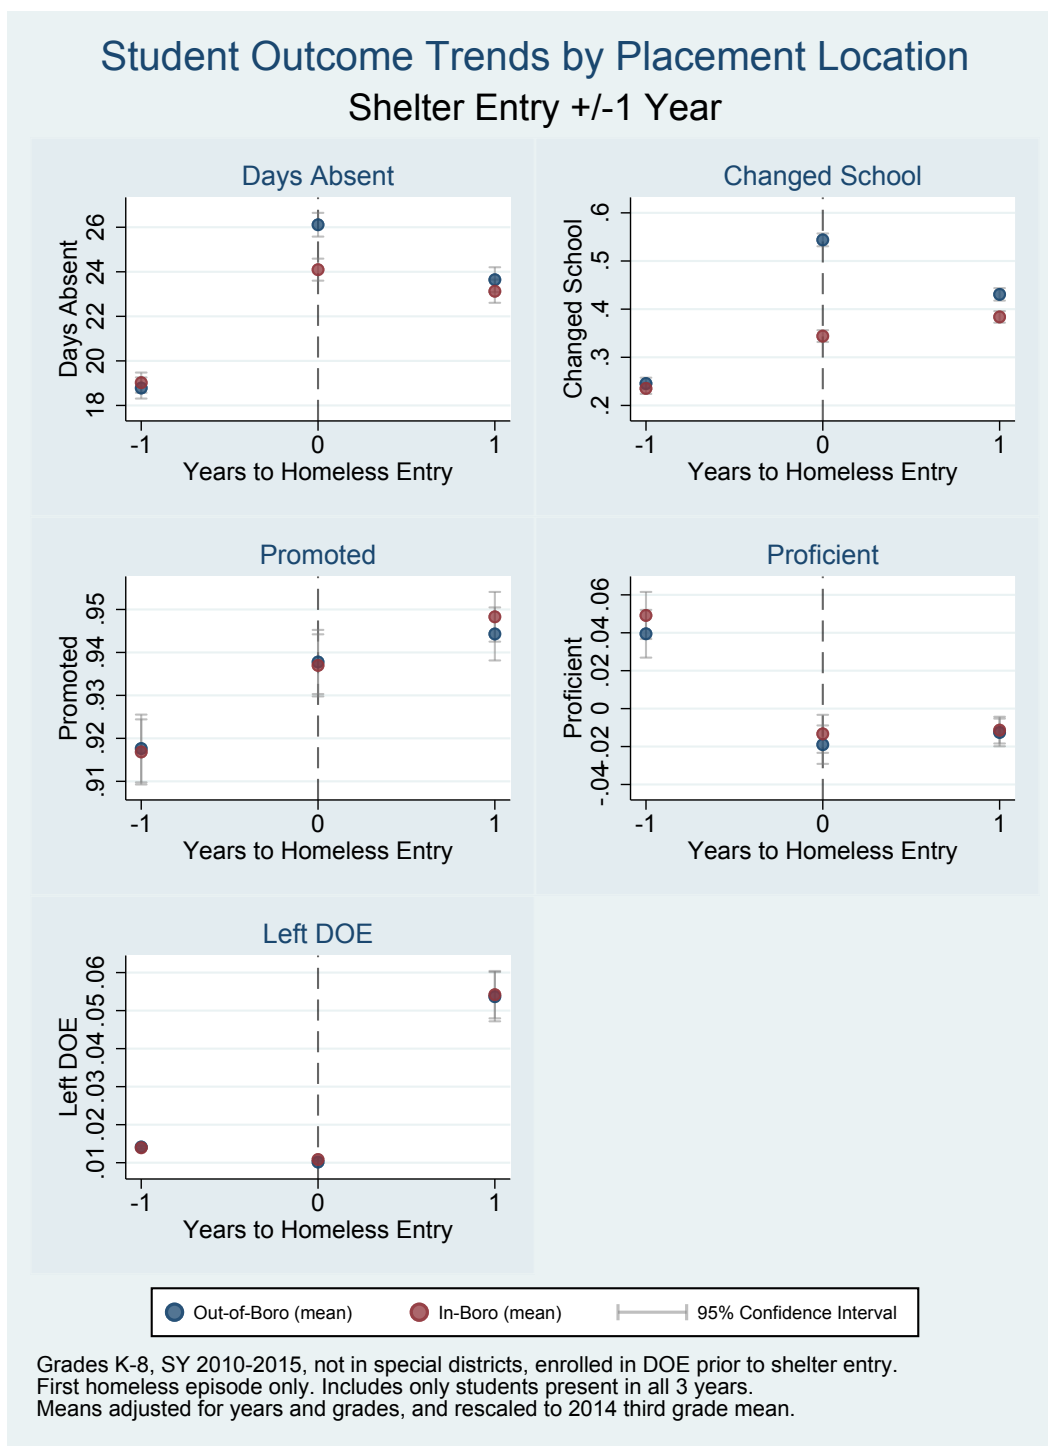 Student Outcome Trends by Placement Location
Shelter Entry +/-1 Year
Days Absent
Days Absent
26
24
22
20
18
-1 0 1
Years to Homeless Entry
Changed School
Changed School
.6
.5
.4
.3
.2
-1 0 1
Years to Homeless Entry
Promoted
Promoted
.95
.94
.93
.92
.91
-1 0 1
Years to Homeless Entry
Proficient
Proficient
.06
.04
.02
0
-.02
-.04
-1 0 1
Years to Homeless Entry
Left DOE
Left DOE
.06
.05
.04
.03
.02
.01
-1 0 1
Years to Homeless Entry
Out-of-Boro (mean) In-Boro (mean) 95% Confidence Interval
Grades K-8, SY 2010-2015, not in special districts, enrolled in DOE prior to shelter entry.
First homeless episode only. Includes only students present in all 3 years.
Means adjusted for years and grades, and rescaled to 2014 third grade mean.